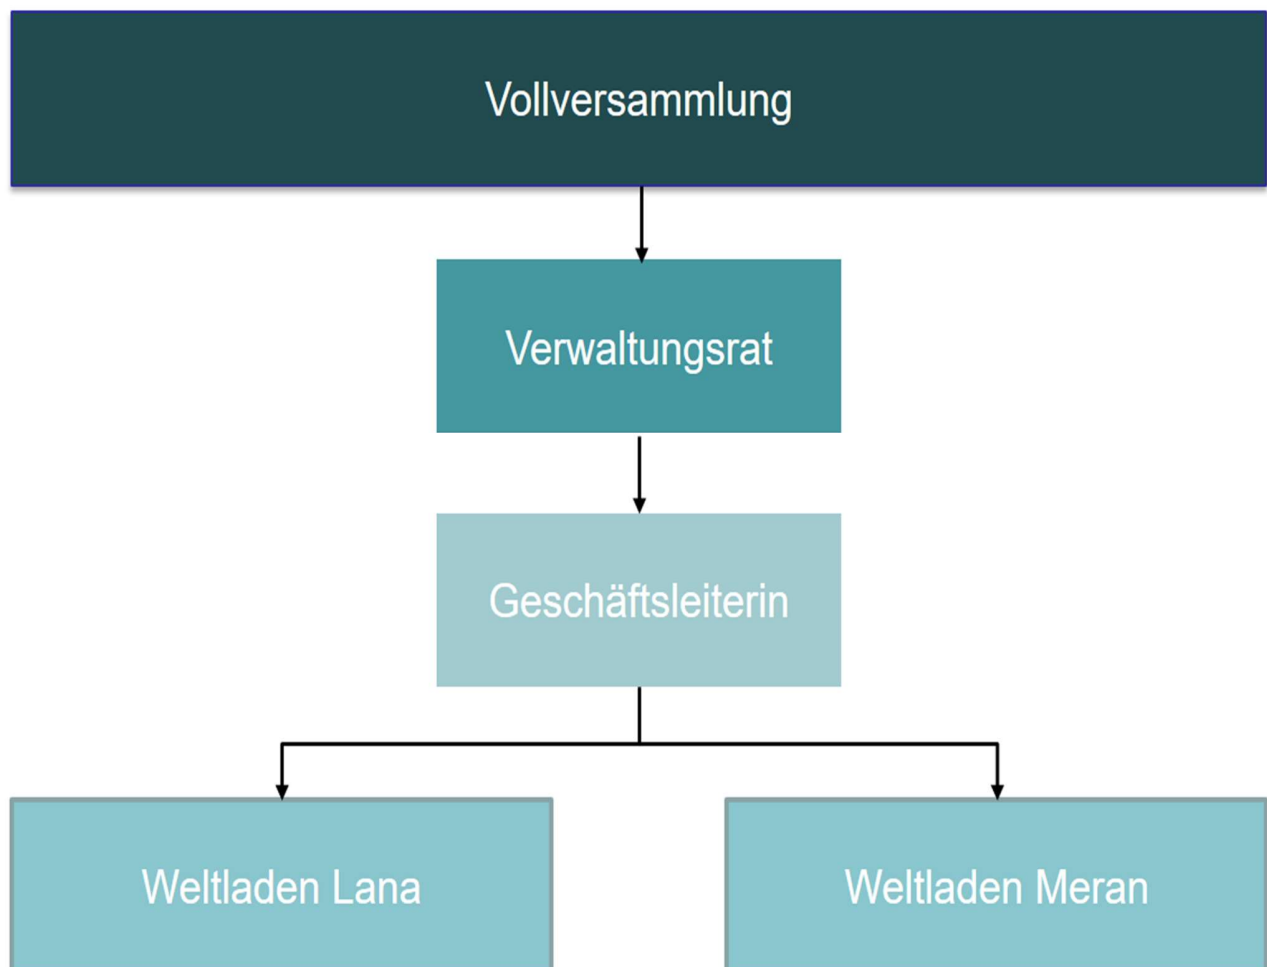 Vollversammlung
Verwaltungsrat
Geschäftsleiterin
Weltladen Lana
Weltladen Meran